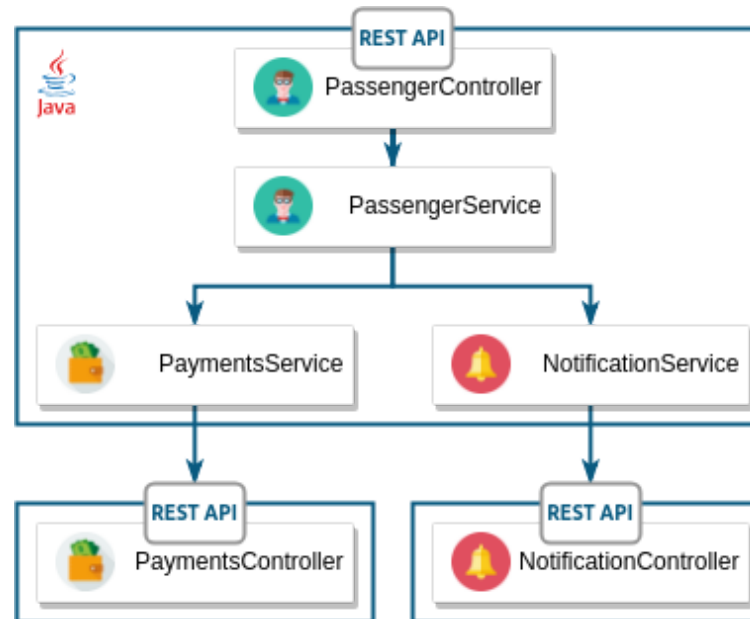 REST API
Java
PassengerController
PassengerService
PaymentsService
NotificationService
REST API
REST API
PaymentsController
NotificationController